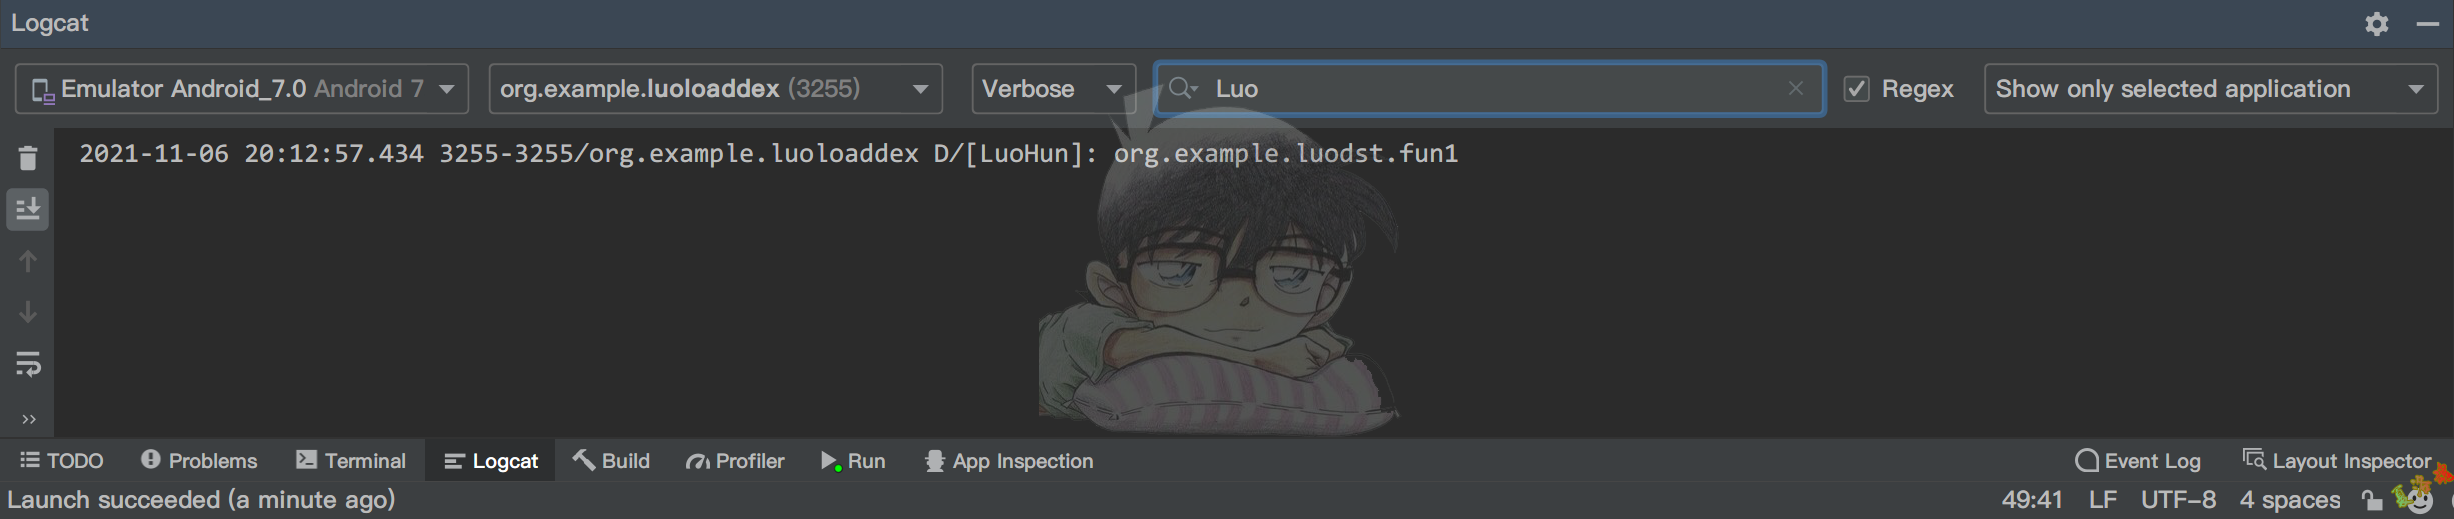 Logcat
Emulator Android_7.0 Android 7 org.example.luoloaddex (3255) Verbose Luo Regex Show only selected application
2021-11-06 20:12:57.434 3255-3255/org.example.luoloaddex D/[LuoHun]: org.example.luodst.fun1
TODO Problems Terminal Logcat Build Profiler Run App Inspection Event Log Layout Inspector
Launch succeeded (a minute ago) 49:41 LF UTF-8 4 spaces